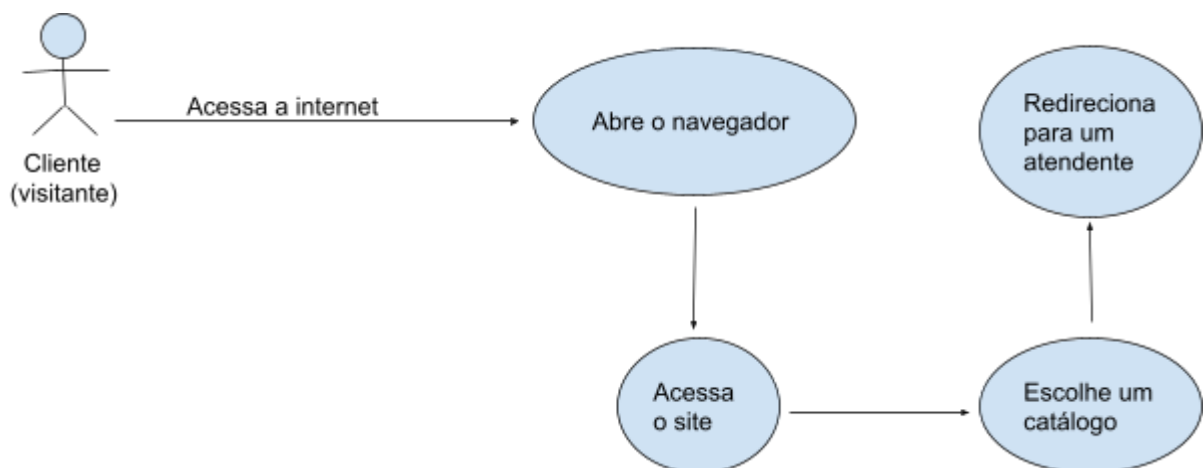 Acessa a internet
Cliente
(visitante)
Abre o navegador
Acessa
o site
Escolhe um
catálogo
Redireciona
para um
atendente